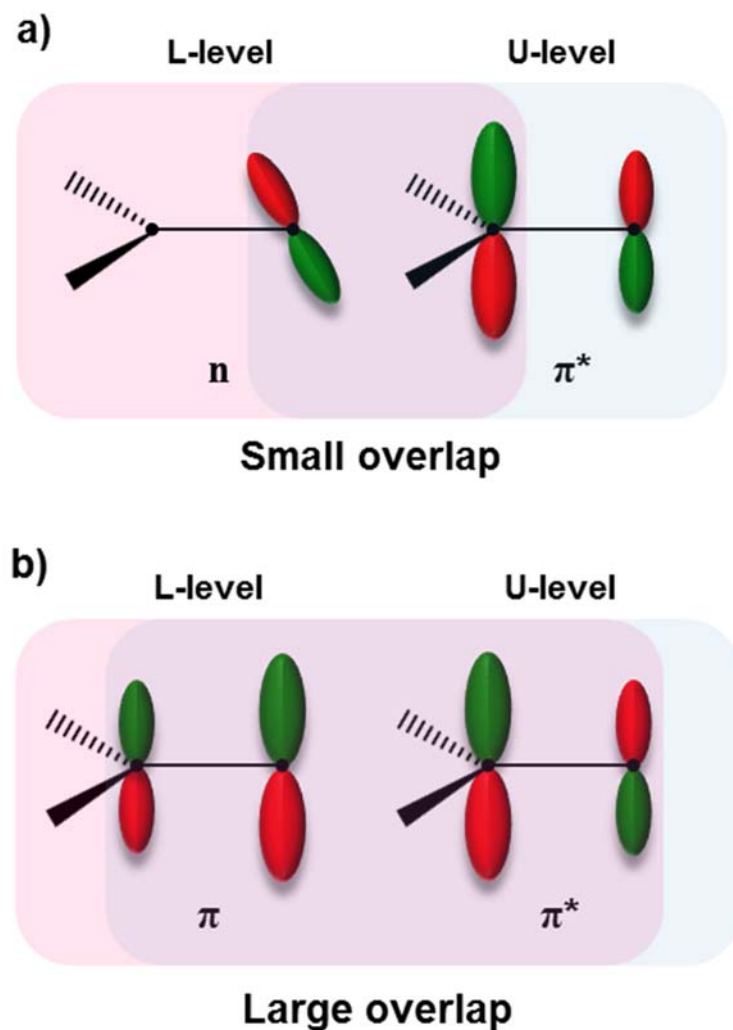 a)
L-level U-level
n π*
Small overlap
b)
L-level U-level
π π*
Large overlap